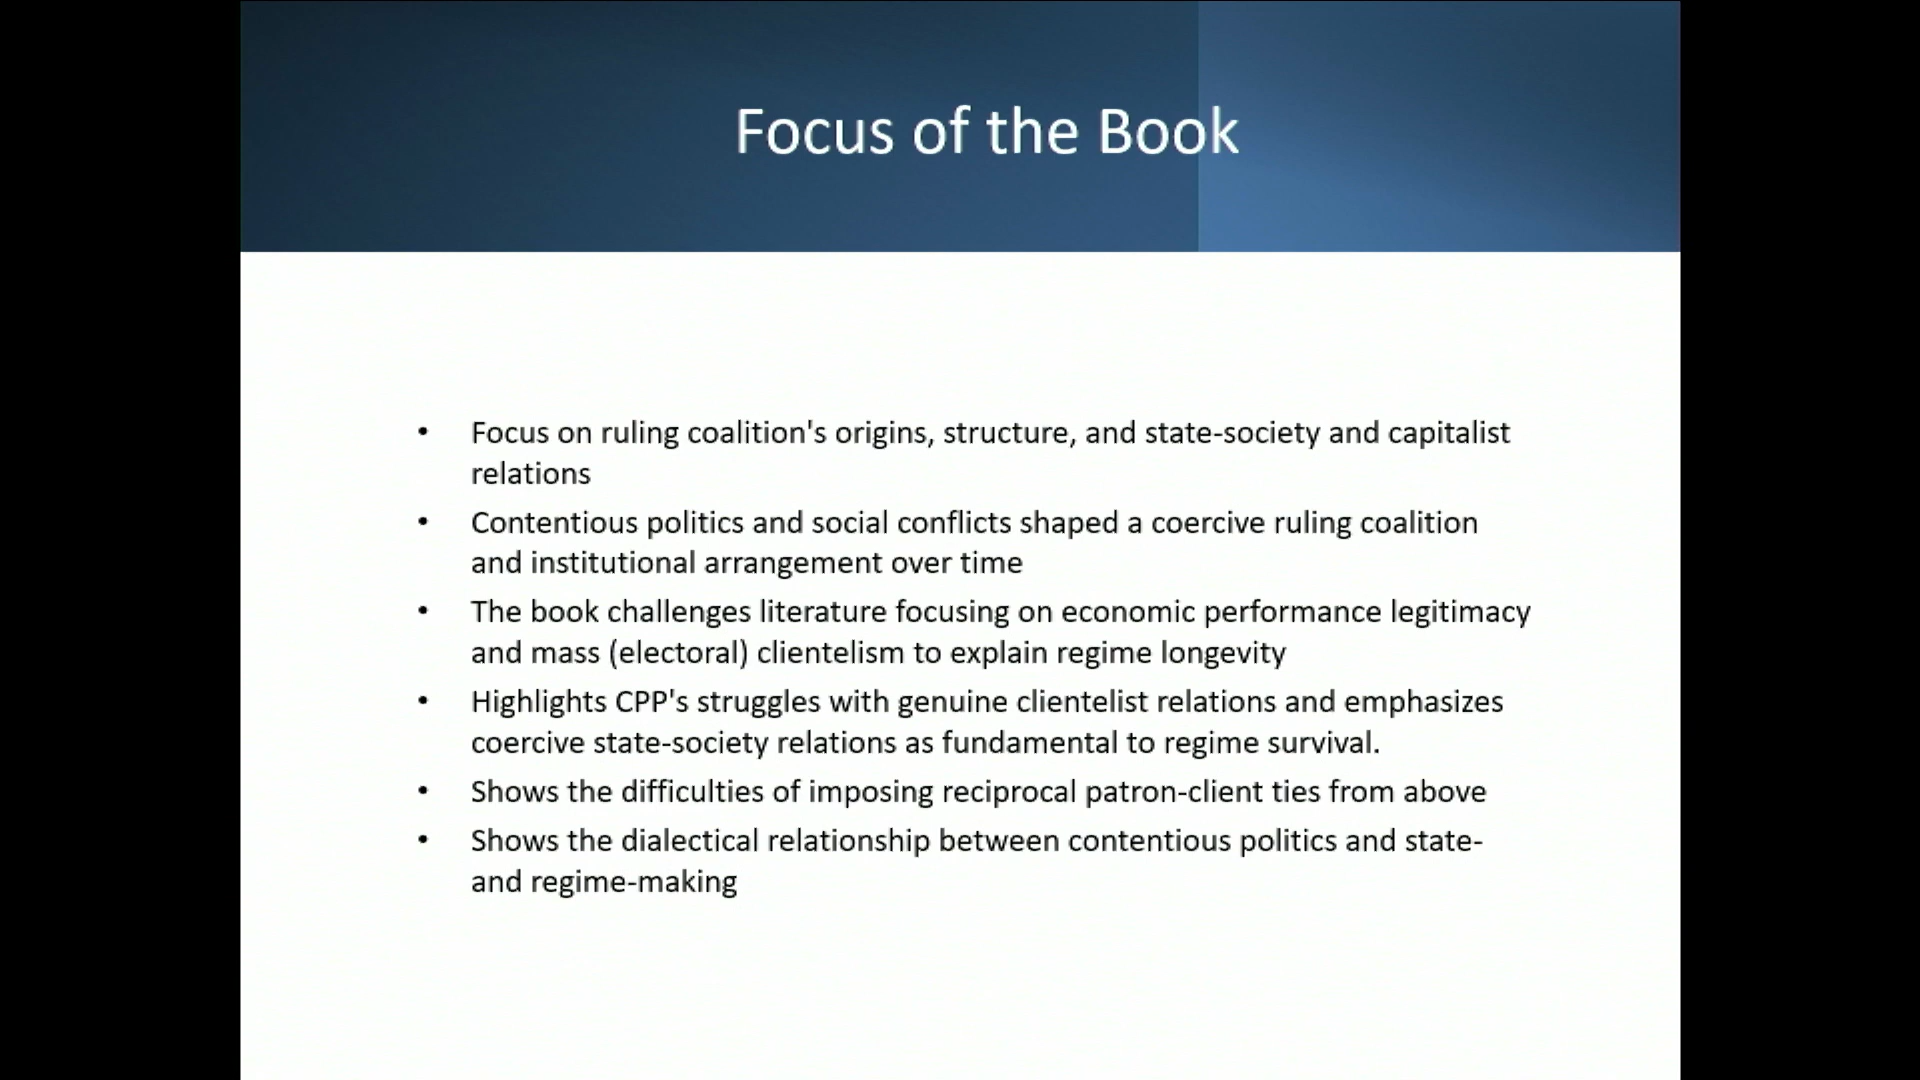 Focus of the Book
• Focus on ruling coalition's origins, structure, and state-society and capitalist
relations
• Contentious politics and social conflicts shaped a coercive ruling coalition
and institutional arrangement over time
• The book challenges literature focusing on economic performance legitimacy
and mass (electoral) clientelism to explain regime longevity
• Highlights CPP's struggles with genuine clientelist relations and emphasizes
coercive state-society relations as fundamental to regime survival.
• Shows the difficulties of imposing reciprocal patron-client ties from above
• Shows the dialectical relationship between contentious politics and state-
and regime-making